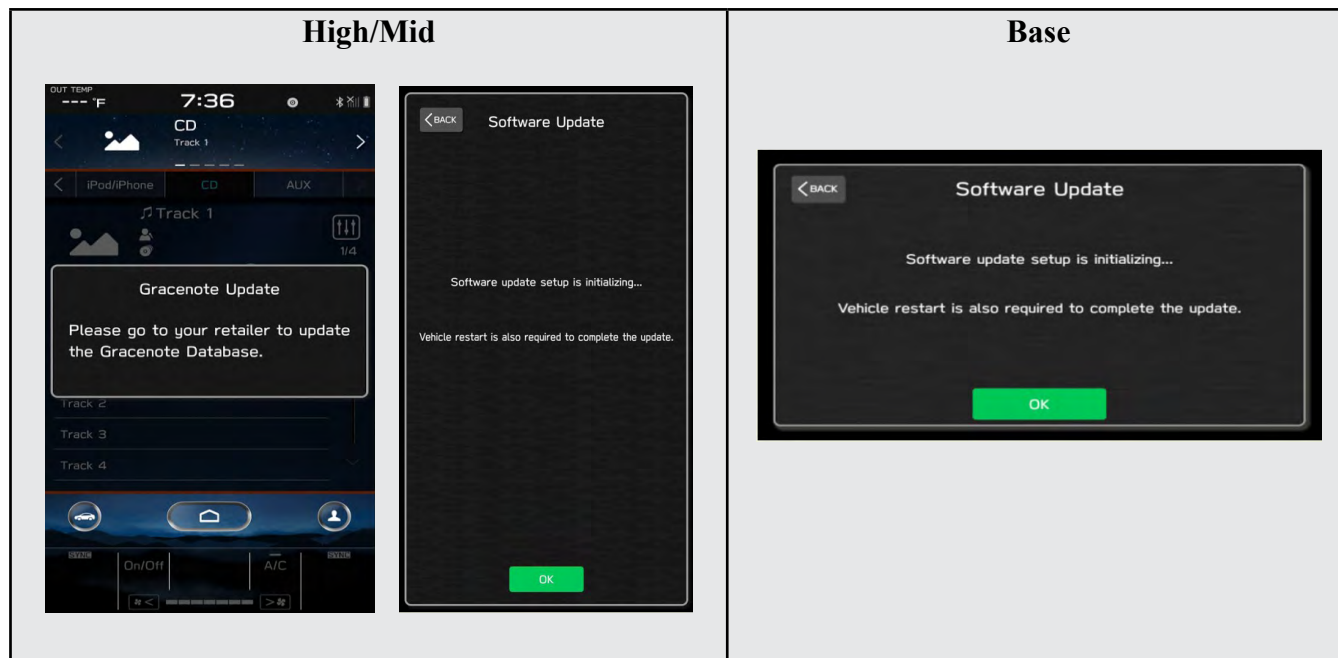 High/Mid
Base
OUT TEMP
--- °F
7:36
CD
Track 1
iPod/iPhone
CD
AUX
Track 1
1/4
Gracenote Update
Please go to your retailer to update
the Gracenote Database.
Track 2
Track 3
Track 4
SYNC
SYNC
On/Off
A/C
BACK
Software Update
Software update setup is initializing...
Vehicle restart is also required to complete the update.
OK
BACK
Software Update
Software update setup is initializing...
Vehicle restart is also required to complete the update.
OK